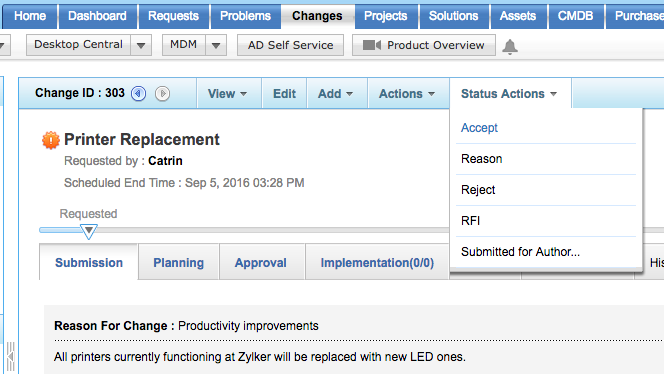 Home Dashboard Requests Problems Changes Projects Solutions Assets CMDB Purchase
Desktop Central MDM AD Self Service Product Overview
Change ID : 303 View Edit Add Actions Status Actions
Accept
Printer Replacement
Requested by : Catrin
Reason
Scheduled End Time : Sep 5, 2016 03:28 PM
Reject
Requested
RFI
Submitted for Author...
Submission Planning Approval Implementation(0/0) His
Reason For Change : Productivity improvements
All printers currently functioning at Zylker will be replaced with new LED ones.